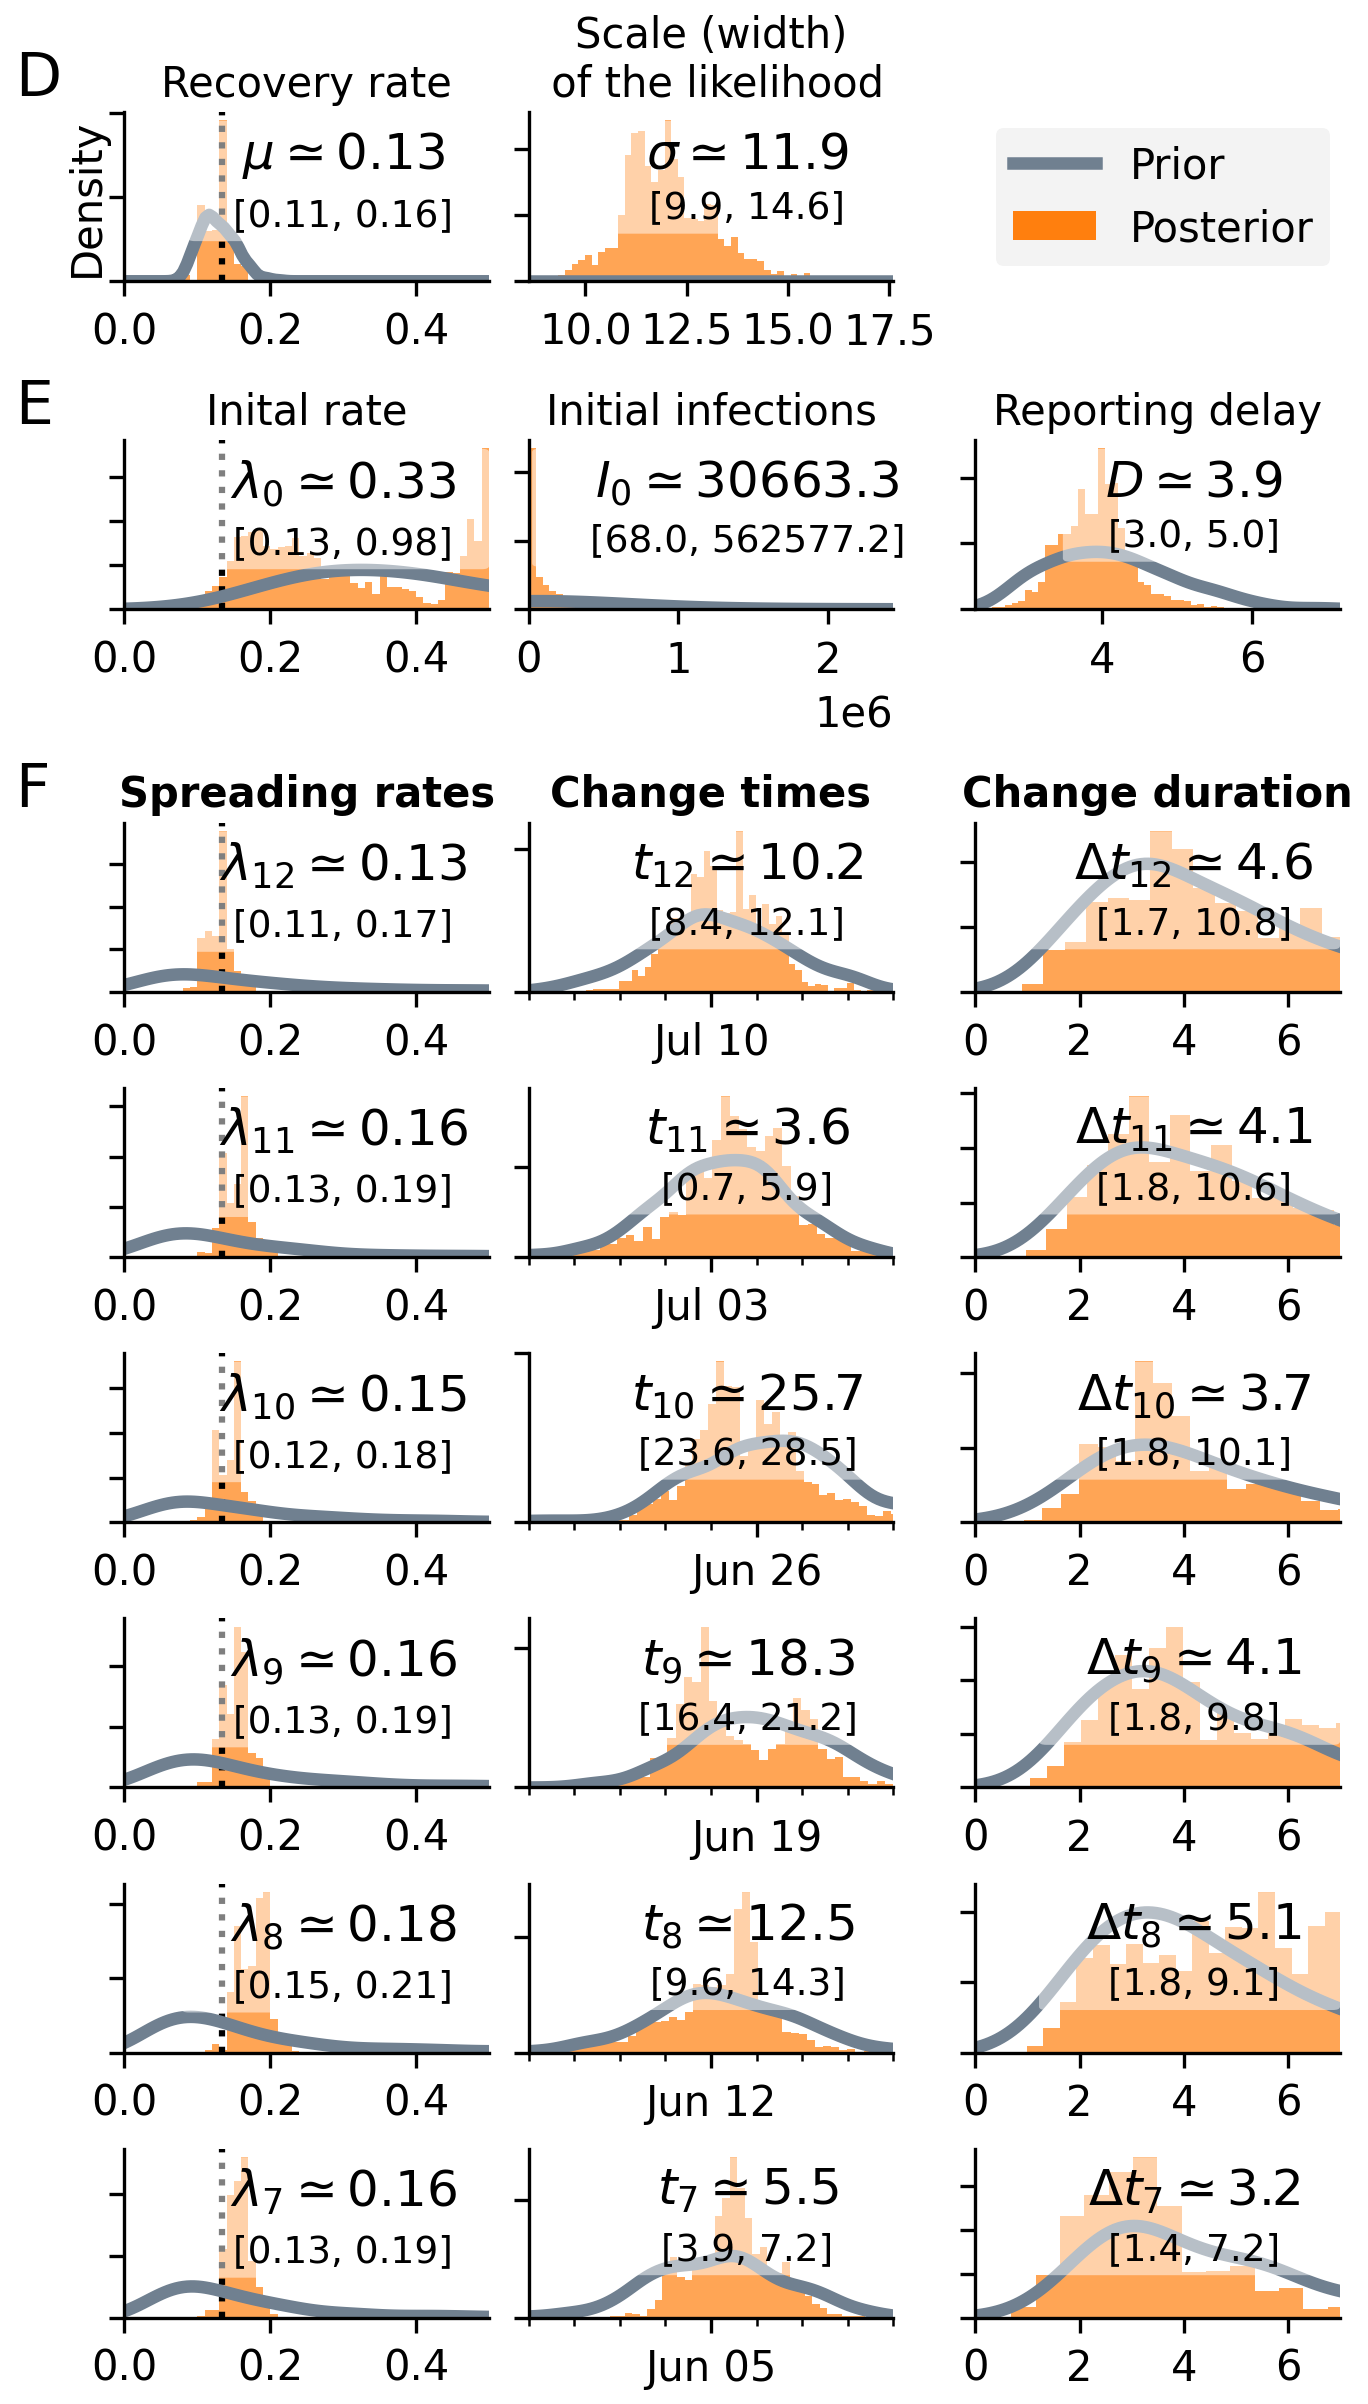 D
Recovery rate
Scale (width)
of the likelihood
Density
μ ≃ 0.13
[0.11, 0.16]
0.0 0.2 0.4
σ ≃ 11.9
[9.9, 14.6]
10.0 12.5 15.0 17.5
Prior
Posterior
E
Inital rate
λ0 ≃ 0.33
[0.13, 0.98]
0.0 0.2 0.4
Initial infections
I0 ≃ 30663.3
[68.0, 562577.2]
0 1 2
1e6
Reporting delay
D ≃ 3.9
[3.0, 5.0]
4 6
F
Spreading rates Change times Change duration
λ12 ≃ 0.13
[0.11, 0.17]
0.0 0.2 0.4
t12 ≃ 10.2
[8.4, 12.1]
Jul 10
Δt12 ≃ 4.6
[1.7, 10.8]
0 2 4 6
λ11 ≃ 0.16
[0.13, 0.19]
0.0 0.2 0.4
t11 ≃ 3.6
[0.7, 5.9]
Jul 03
Δt11 ≃ 4.1
[1.8, 10.6]
0 2 4 6
λ10 ≃ 0.15
[0.12, 0.18]
0.0 0.2 0.4
t10 ≃ 25.7
[23.6, 28.5]
Jun 26
Δt10 ≃ 3.7
[1.8, 10.1]
0 2 4 6
λ9 ≃ 0.16
[0.13, 0.19]
0.0 0.2 0.4
t9 ≃ 18.3
[16.4, 21.2]
Jun 19
Δt9 ≃ 4.1
[1.8, 9.8]
0 2 4 6
λ8 ≃ 0.18
[0.15, 0.21]
0.0 0.2 0.4
t8 ≃ 12.5
[9.6, 14.3]
Jun 12
Δt8 ≃ 5.1
[1.8, 9.1]
0 2 4 6
λ7 ≃ 0.16
[0.13, 0.19]
0.0 0.2 0.4
t7 ≃ 5.5
[3.9, 7.2]
Jun 05
Δt7 ≃ 3.2
[1.4, 7.2]
0 2 4 6